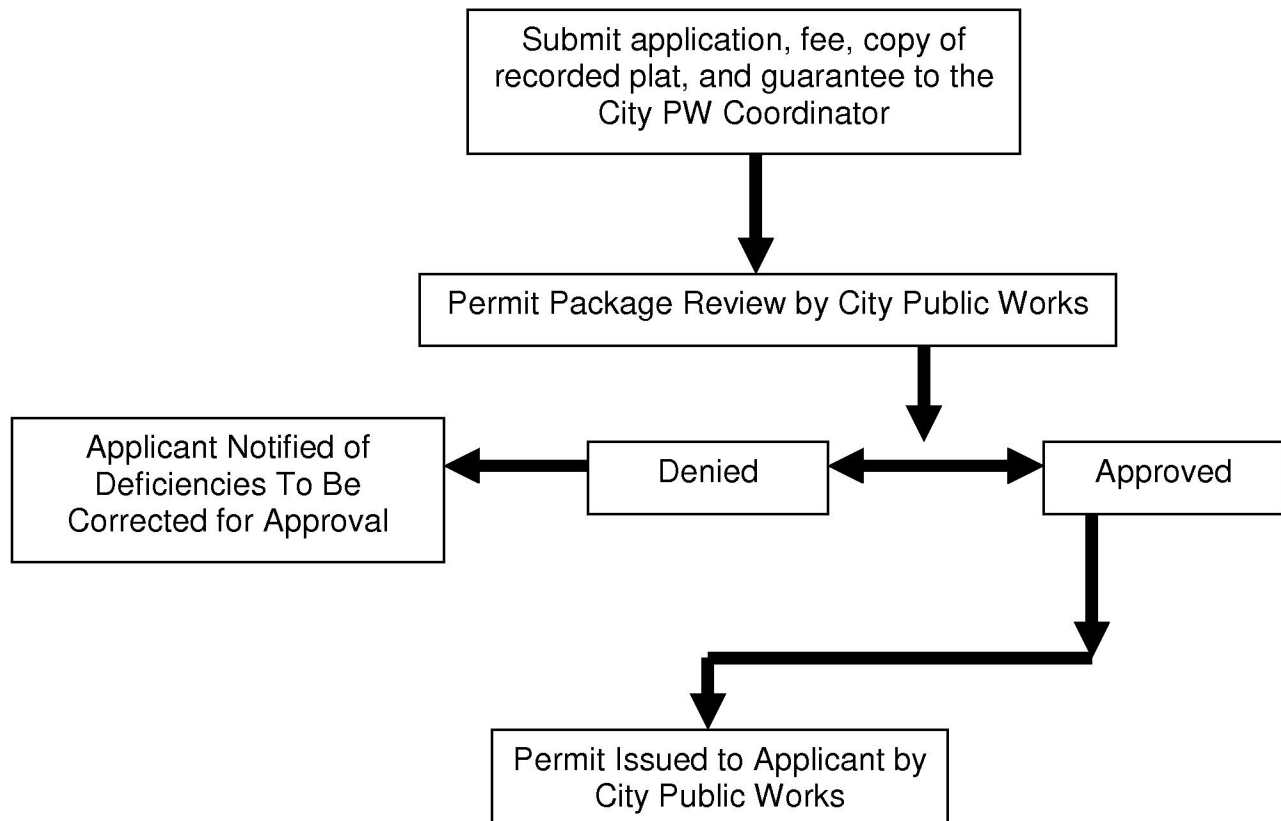 Submit application, fee, copy of
recorded plat, and guarantee to the
City PW Coordinator
Permit Package Review by City Public Works
Applicant Notified of
Deficiencies To Be
Corrected for Approval
Denied
Approved
Permit Issued to Applicant by
City Public Works